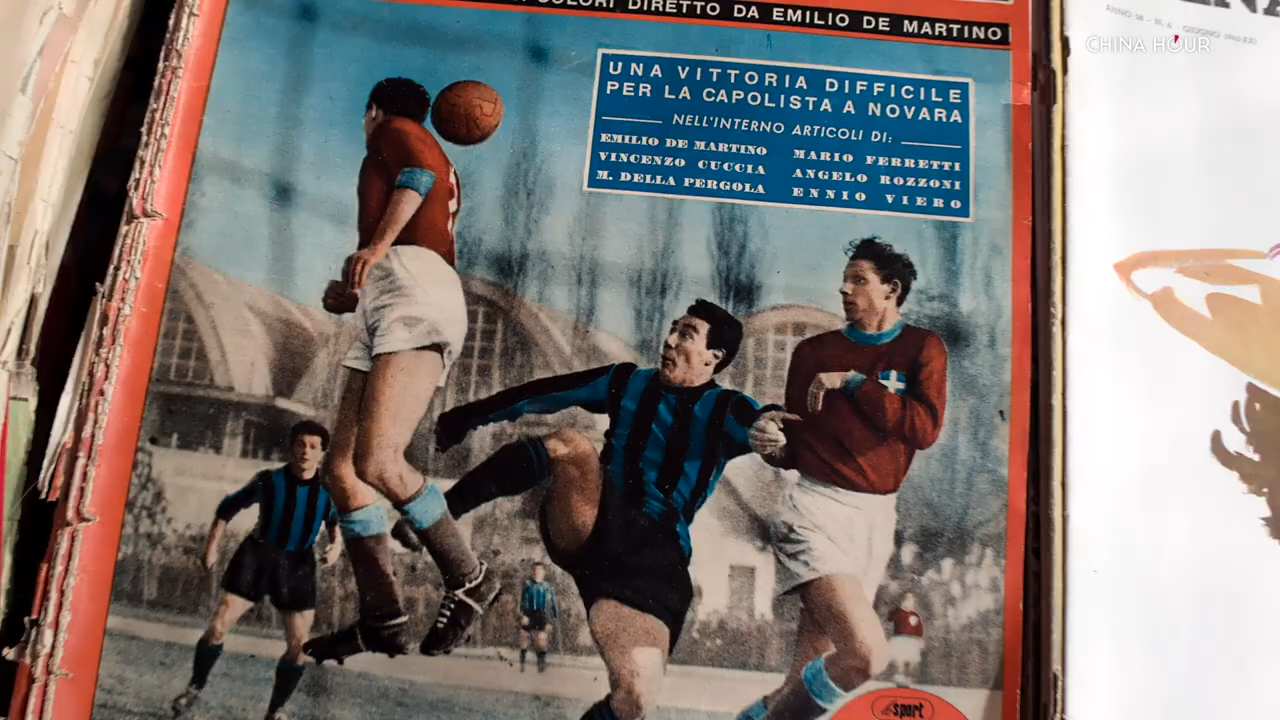 COLORI DIRETTO DA EMILIO DE MARTINO
UNA VITTORIA DIFFICILE
PER LA CAPOLISTA A NOVARA
NELL'INTERNO ARTICOLI DI:
EMILIO DE MARTINO
VINCENZO CUCCIA
M. DELLA PERGOLA
MARIO FERRETTI
ANGELO ROZZONI
ENNIO VIERO
sport
CHINA HOUR